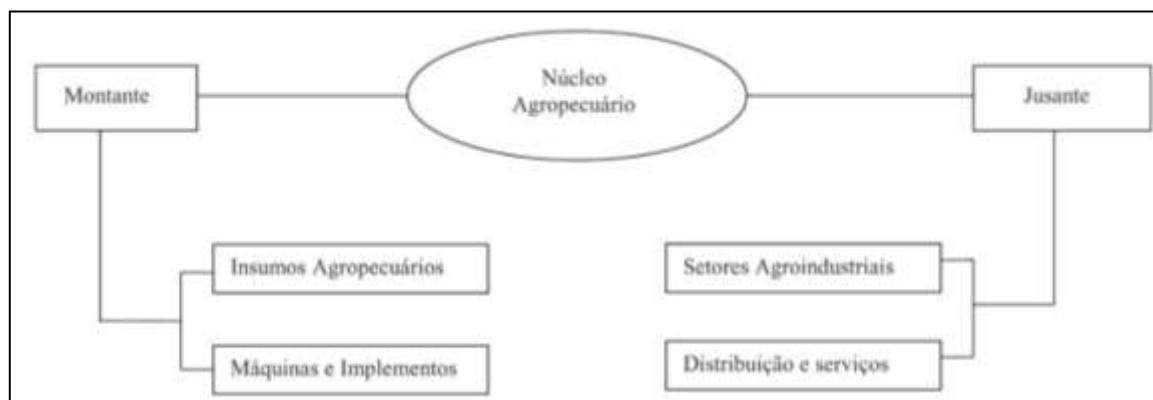 Núcleo
Agropecuário
Montante
Jusante
Insumos Agropecuários
Setores Agroindustriais
Máquinas e Implementos
Distribuição e serviços